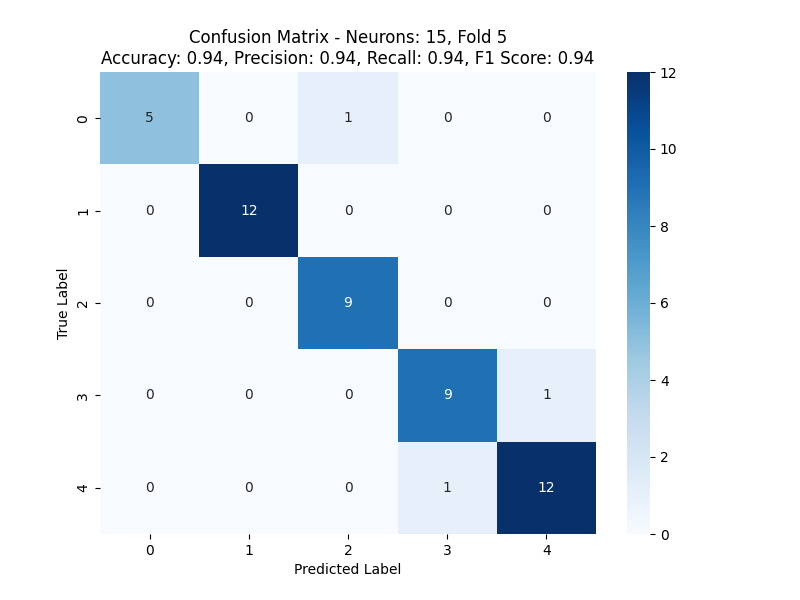 Confusion Matrix - Neurons: 15, Fold 5
Accuracy: 0.94, Precision: 0.94, Recall: 0.94, F1 Score: 0.94
True Label
0 5 0 1 0 0
1 0 12 0 0 0
2 0 0 9 0 0
3 0 0 0 9 1
4 0 0 0 1 12
0 1 2 3 4
Predicted Label
12
10
8
6
4
2
0